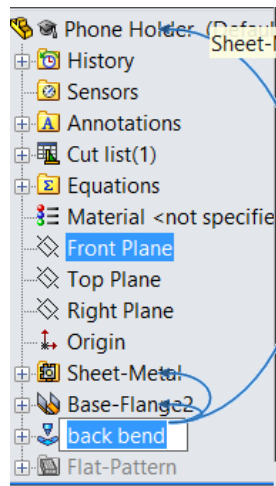 Phone Holder (Default
Sheet-M
History
Sensors
Annotations
Cut list(1)
Equations
Material <not specifie
Front Plane
Top Plane
Right Plane
Origin
Sheet-Metal
Base-Flange2
back bend
Flat-Pattern